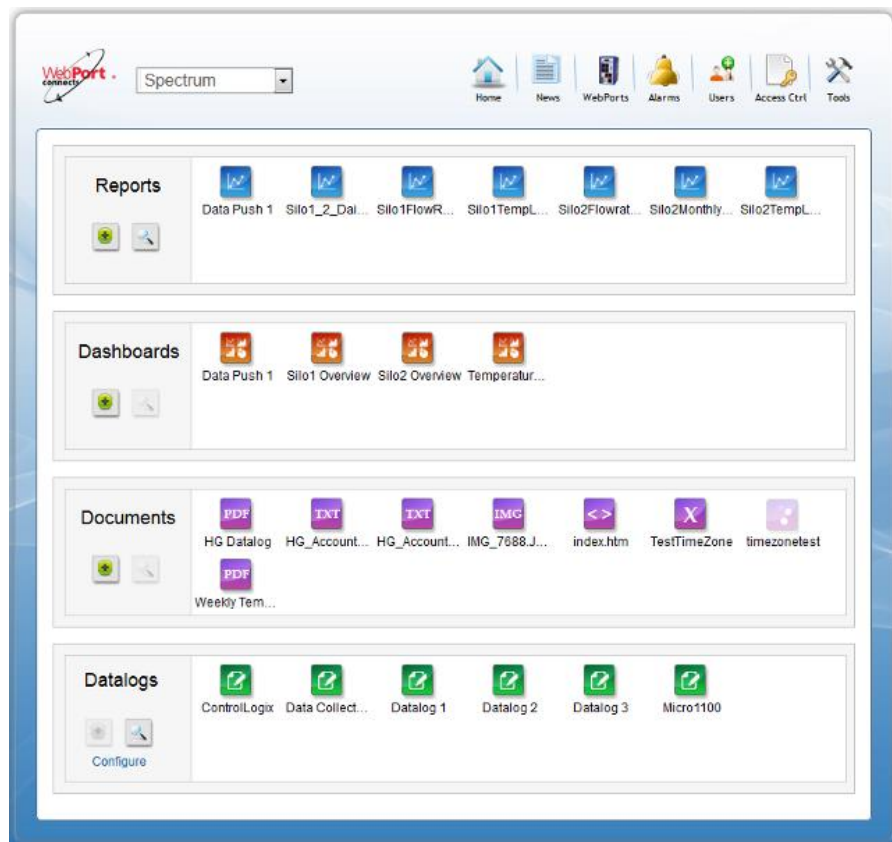 WebPort .
connects
Spectrum
Home News WebPorts Alarms Users Access Ctrl Tools
Reports
Data Push 1 Silo1_2_Dai... Silo1FlowR... Silo1TempL... Silo2Flowrat... Silo2Monthly... Silo2TempL...
Dashboards
Data Push 1 Silo1 Overview Silo2 Overview Temperatur...
Documents
PDF TXT TXT IMG <> X
HG Datalog HG_Account... HG_Account... IMG_7688.J... index.htm TestTimeZone timezonetest
PDF
Weekly Tem...
Datalogs
ControlLogix Data Collect... Datalog 1 Datalog 2 Datalog 3 Micro1100
Configure